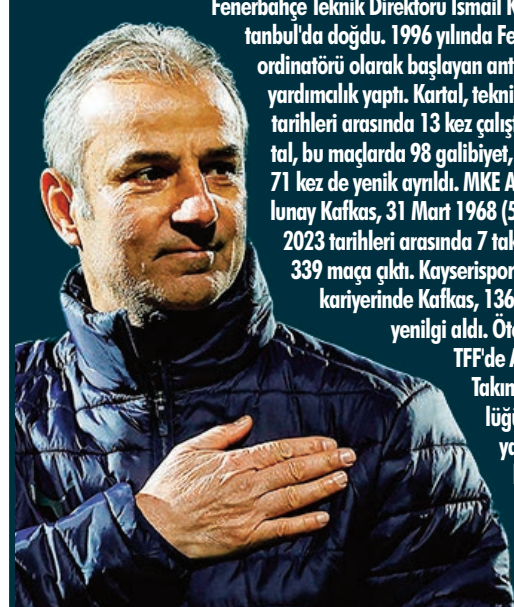 Fenerbahçe Teknik Direktörü İsmail K
tanbul'da doğdu. 1996 yılında Fe
ordinatörü olarak başlayan ant
yardımcılık yaptı. Kartal, tekni
tarihleri arasında 13 kez çalışt
tal, bu maçlarda 98 galibiyet,
71 kez de yenik ayrıldı. MKE A
lunay Kafkas, 31 Mart 1968 (5
2023 tarihleri arasında 7 tak
339 maça çıktı. Kayserispor
kariyerinde Kafkas, 136
yenilgi aldı. Öt
TFF'de A
Takım
lüğü
ya